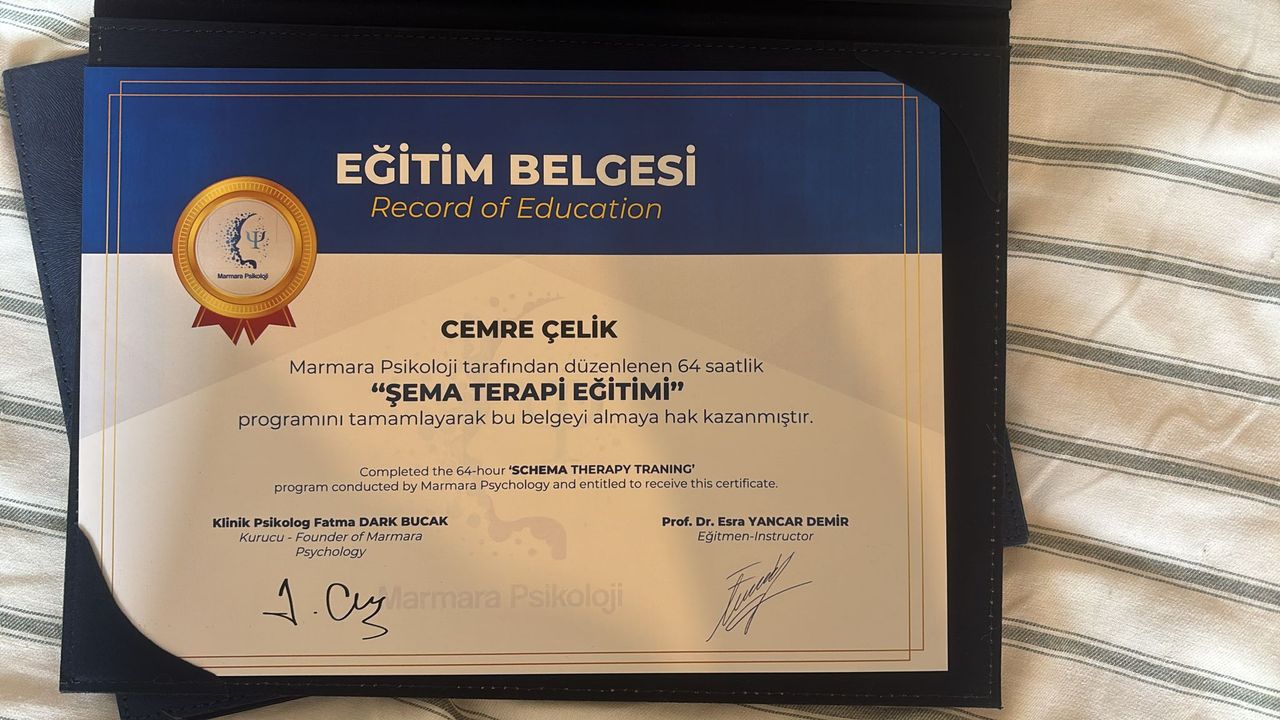 EĞİTİM BELGESİ
Record of Education
Marmara Psikoloji
CEMRE ÇELİK
Marmara Psikoloji tarafından düzenlenen 64 saatlik
“ŞEMA TERAPİ EĞİTİMİ”
programını tamamlayarak bu belgeyi almaya hak kazanmıştır.
Completed the 64-hour ‘SCHEMA THERAPY TRANING’
program conducted by Marmara Psychology and entitled to receive this certificate.
Klinik Psikolog Fatma DARK BUCAK
Kurucu - Founder of Marmara
Psychology
Prof. Dr. Esra YANCAR DEMİR
Eğitmen-Instructor
Marmara Psikoloji